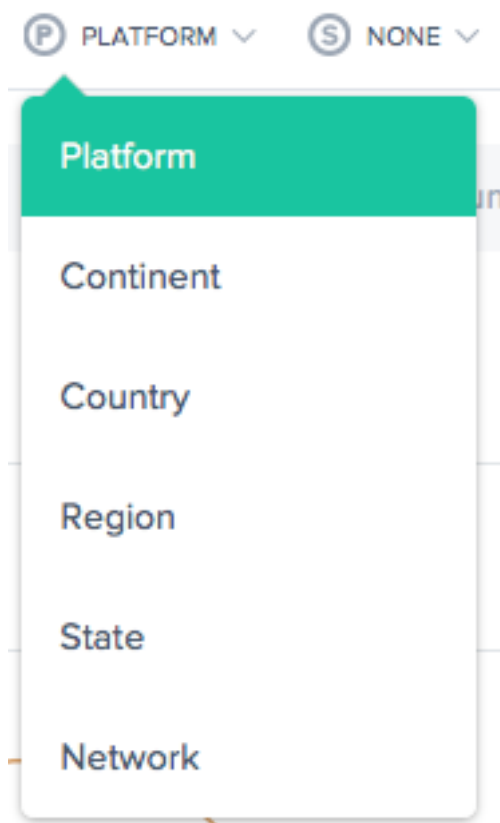 P PLATFORM S NONE
Platform
Continent
Country
Region
State
Network